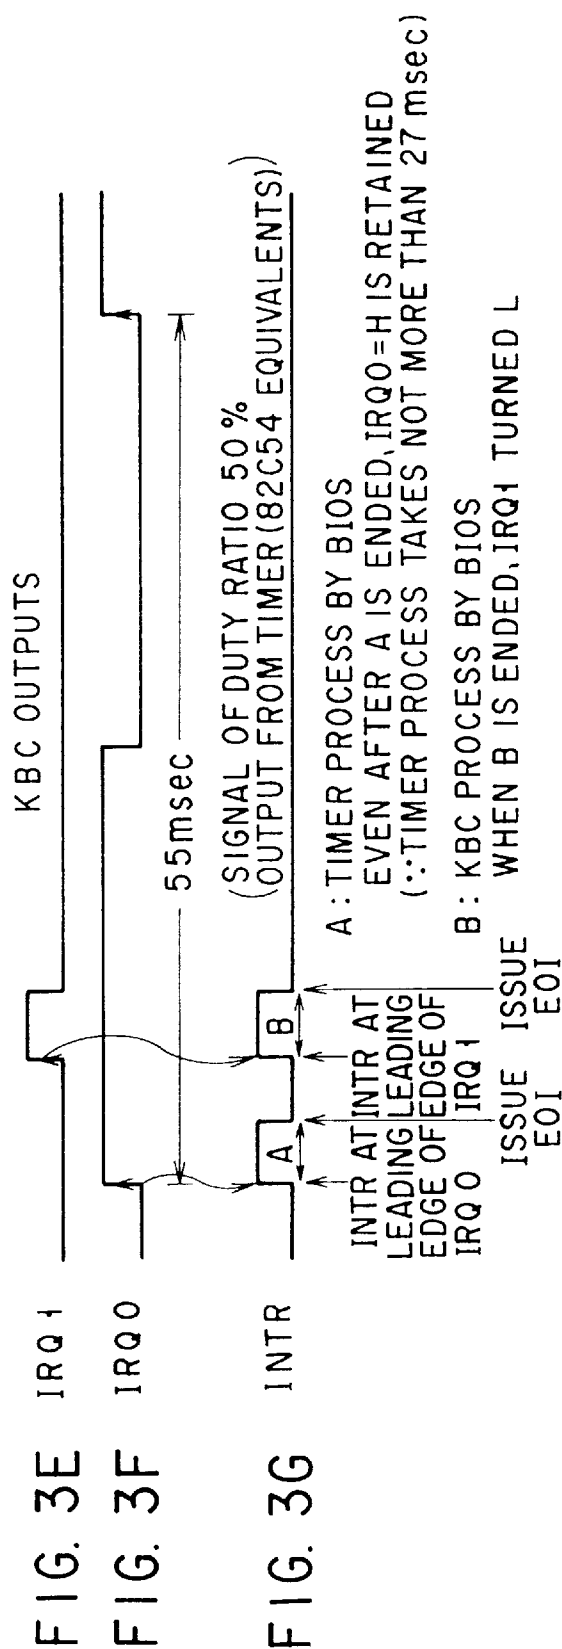 FIG. 3E IRQ1
KBC OUTPUTS
FIG. 3F IRQ0
55msec
(SIGNAL OF DUTY RATIO 50%
OUTPUT FROM TIMER (82C54 EQUIVALENTS))
FIG. 3G INTR
A
B
INTR AT
LEADING
EDGE OF
IRQ0
INTR AT
LEADING
EDGE OF
IRQ1
ISSUE
EOI
ISSUE
EOI
A: TIMER PROCESS BY BIOS
EVEN AFTER A IS ENDED, IRQ0=H IS RETAINED
(∵TIMER PROCESS TAKES NOT MORE THAN 27 msec)
B: KBC PROCESS BY BIOS
WHEN B IS ENDED, IRQ1 TURNED L